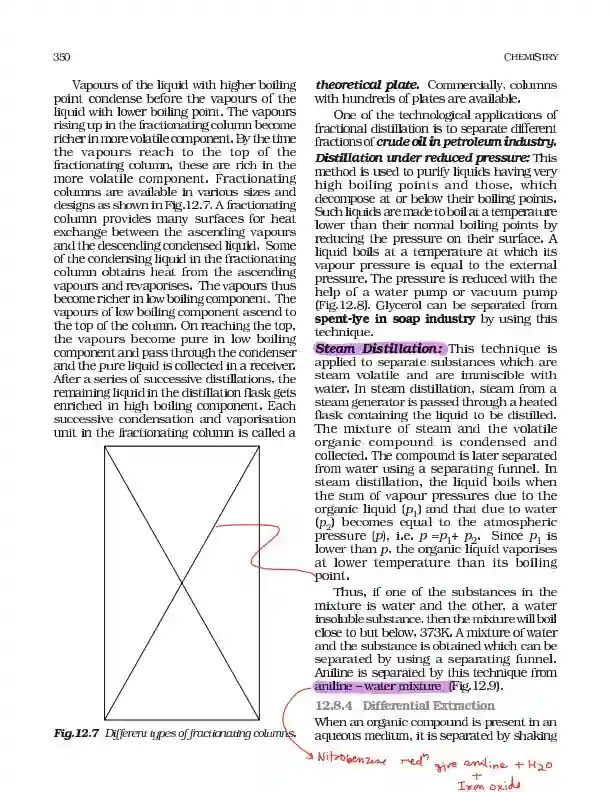 350
CHEMISTRY
Vapours of the liquid with higher boiling
point condense before the vapours of the
liquid with lower boiling point. The vapours
rising up in the fractionating column become
richer in more volatile component. By the time
the vapours reach to the top of the
fractionating column, these are rich in the
more volatile component. Fractionating
columns are available in various sizes and
designs as shown in Fig.12.7. A fractionating
column provides many surfaces for heat
exchange between the ascending vapours
and the descending condensed liquid. Some
of the condensing liquid in the fractionating
column obtains heat from the ascending
vapours and revaporises. The vapours thus
become richer in low boiling component. The
vapours of low boiling component ascend to
the top of the column. On reaching the top,
the vapours become pure in low boiling
component and pass through the condenser
and the pure liquid is collected in a receiver.
After a series of successive distillations, the
remaining liquid in the distillation flask gets
enriched in high boiling component. Each
successive condensation and vaporisation
unit in the fractionating column is called a
Fig.12.7 Different types of fractionating columns.
theoretical plate. Commercially, columns
with hundreds of plates are available.
One of the technological applications of
fractional distillation is to separate different
fractions of crude oil in petroleum industry.
Distillation under reduced pressure: This
method is used to purify liquids having very
high boiling points and those, which
decompose at or below their boiling points.
Such liquids are made to boil at a temperature
lower than their normal boiling points by
reducing the pressure on their surface. A
liquid boils at a temperature at which its
vapour pressure is equal to the external
pressure. The pressure is reduced with the
help of a water pump or vacuum pump
(Fig.12.8). Glycerol can be separated from
spent-lye in soap industry by using this
technique.
Steam Distillation: This technique is
applied to separate substances which are
steam volatile and are immiscible with
water. In steam distillation, steam from a
steam generator is passed through a heated
flask containing the liquid to be distilled.
The mixture of steam and the volatile
organic compound is condensed and
collected. The compound is later separated
from water using a separating funnel. In
steam distillation, the liquid boils when
the sum of vapour pressures due to the
organic liquid (p₁) and that due to water
(p₂) becomes equal to the atmospheric
pressure (p), i.e. p =p₁+ p₂. Since p₁ is
lower than p, the organic liquid vaporises
at lower temperature than its boiling
point.
Thus, if one of the substances in the
mixture is water and the other, a water
insoluble substance, then the mixture will boil
close to but below, 373K. A mixture of water
and the substance is obtained which can be
separated by using a separating funnel.
Aniline is separated by this technique from
aniline – water mixture (Fig.12.9).
12.8.4 Differential Extraction
When an organic compound is present in an
aqueous medium, it is separated by shaking
Nitrobenzene redⁿ give aniline + H2O
+
Iron oxide